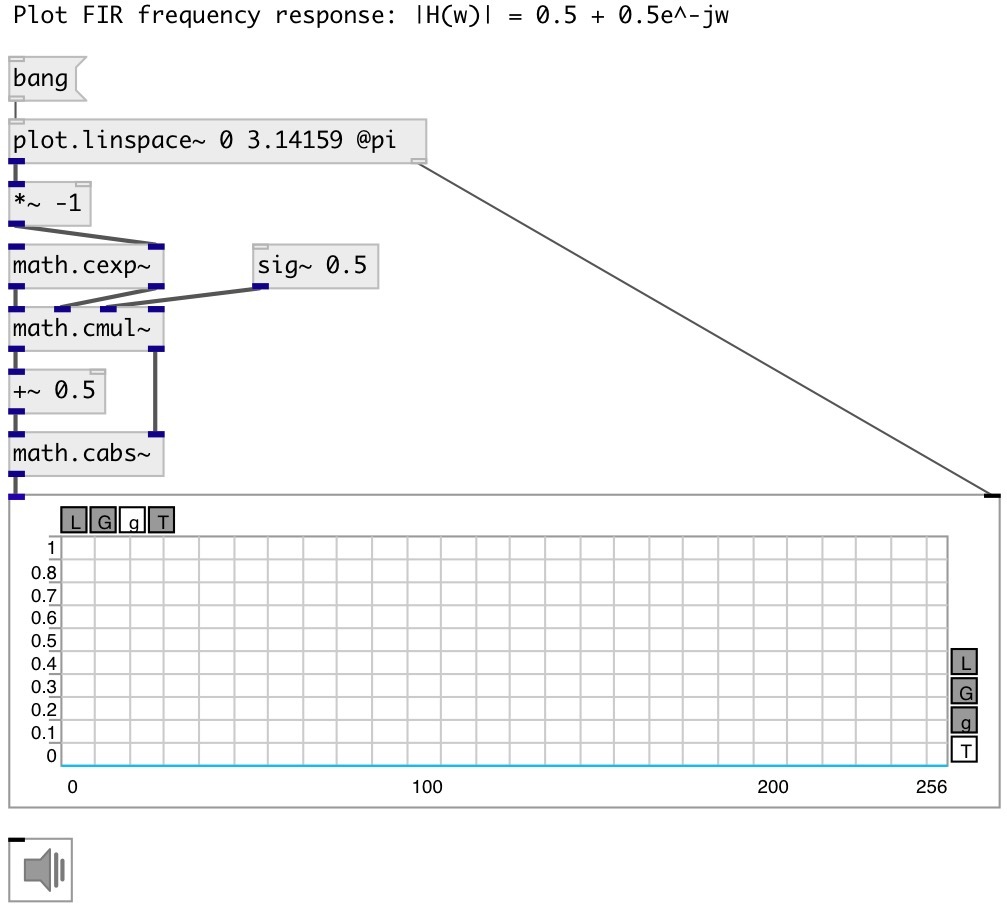 Plot FIR frequency response: |H(w)| = 0.5 + 0.5e^-jw
bang
plot.linspace~ 0 3.14159 @pi
*~ -1
math.cexp~
sig~ 0.5
math.cmul~
+~ 0.5
math.cabs~
L G g T
1
0.8
0.7
0.6
0.5
0.4
0.3
0.2
0.1
0
L
G
g
T
0 100 200 256